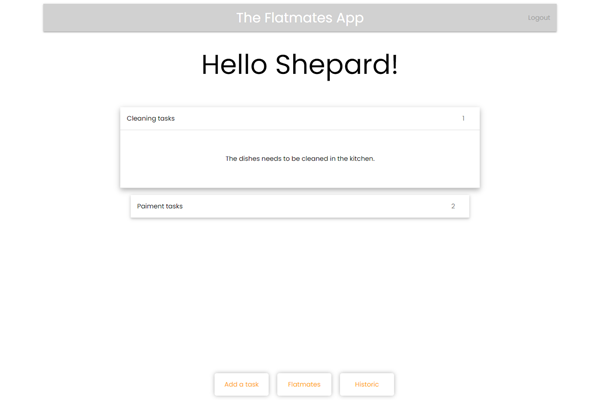 The Flatmates App
Logout
Hello Shepard!
Cleaning tasks 1
The dishes needs to be cleaned in the kitchen.
Paiment tasks 2
Add a task Flatmates Historic